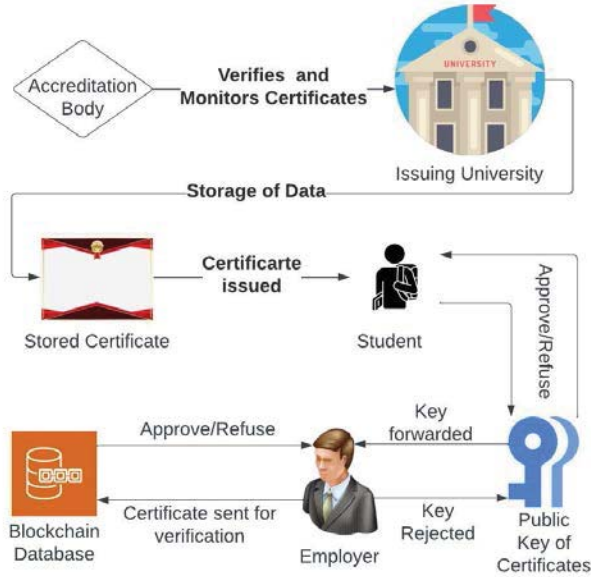 Accreditation
Body
Verifies and
Monitors Certificates
UNIVERSITY
Issuing University
Storage of Data
Stored Certificate
Certificarte
issued
Student
Approve/Refuse
Blockchain
Database
Approve/Refuse
Certificate sent for
verification
Employer
Key
forwarded
Key
Rejected
Public
Key of
Certificates